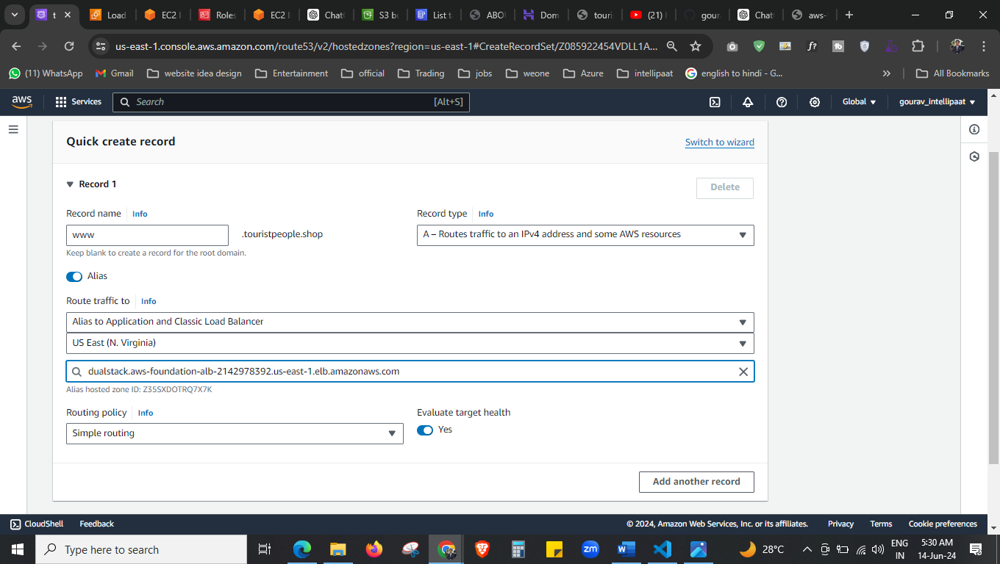 t
Load
EC2 I
Roles
EC2 I
Chat
S3 bu
List t
ABO
Dom
touri
(21)
gour
Chat
aws-
us-east-1.console.aws.amazon.com/route53/v2/hostedzones?region=us-east-1#CreateRecordSet/Z085922454VDLL1A...
(11) WhatsApp
Gmail
website idea design
Entertainment
official
Trading
jobs
weone
Azure
intellipaat
english to hindi - G...
All Bookmarks
aws
Services
Search
[Alt+S]
Global
gourav_intellipaat
Quick create record
Switch to wizard
Record 1
Delete
Record name
Info
Record type
Info
www
.touristpeople.shop
A – Routes traffic to an IPv4 address and some AWS resources
Keep blank to create a record for the root domain.
Alias
Route traffic to
Info
Alias to Application and Classic Load Balancer
US East (N. Virginia)
dualstack.aws-foundation-alb-2142978392.us-east-1.elb.amazonaws.com
Alias hosted zone ID: Z35SXDOTRQ7X7K
Routing policy
Info
Evaluate target health
Simple routing
Yes
Add another record
CloudShell
Feedback
© 2024, Amazon Web Services, Inc. or its affiliates.
Privacy
Terms
Cookie preferences
Type here to search
zm
28°C
ENG
IN
5:30 AM
14-Jun-24